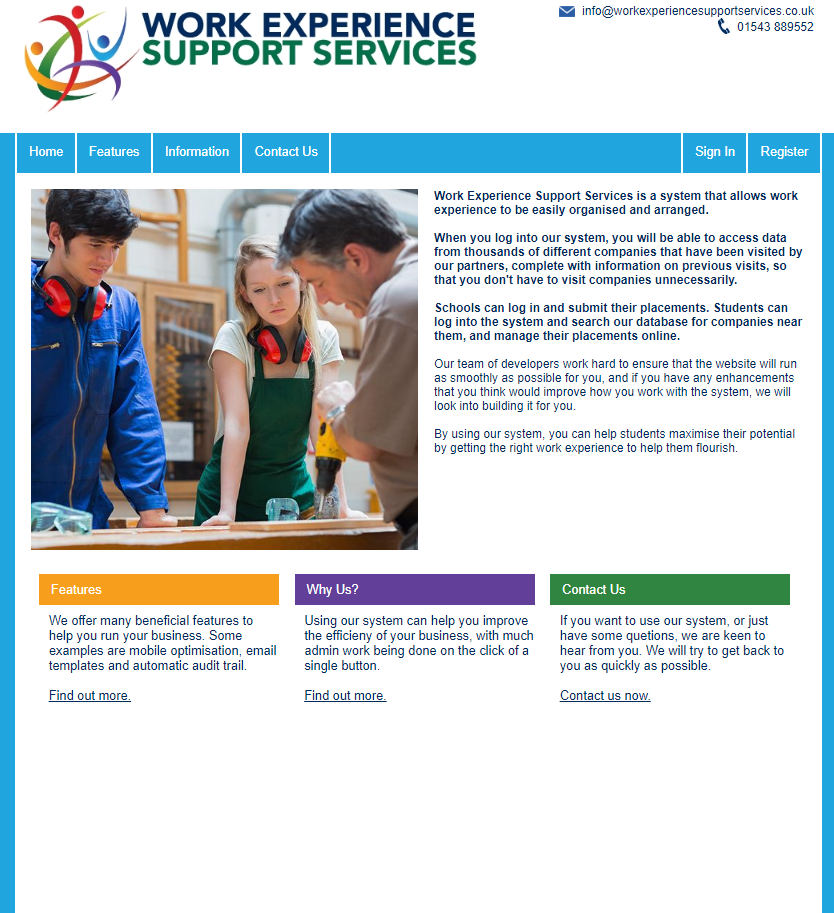 WORK EXPERIENCE
SUPPORT SERVICES
info@workexperiencesupportservices.co.uk
01543 889552
Home
Features
Information
Contact Us
Sign In
Register
Work Experience Support Services is a system that allows work
experience to be easily organised and arranged.
When you log into our system, you will be able to access data
from thousands of different companies that have been visited by
our partners, complete with information on previous visits, so
that you don't have to visit companies unnecessarily.
Schools can log in and submit their placements. Students can
log into the system and search our database for companies near
them, and manage their placements online.
Our team of developers work hard to ensure that the website will run
as smoothly as possible for you, and if you have any enhancements
that you think would improve how you work with the system, we will
look into building it for you.
By using our system, you can help students maximise their potential
by getting the right work experience to help them flourish.
Features
We offer many beneficial features to
help you run your business. Some
examples are mobile optimisation, email
templates and automatic audit trail.
Find out more.
Why Us?
Using our system can help you improve
the efficieny of your business, with much
admin work being done on the click of a
single button.
Find out more.
Contact Us
If you want to use our system, or just
have some quetions, we are keen to
hear from you. We will try to get back to
you as quickly as possible.
Contact us now.